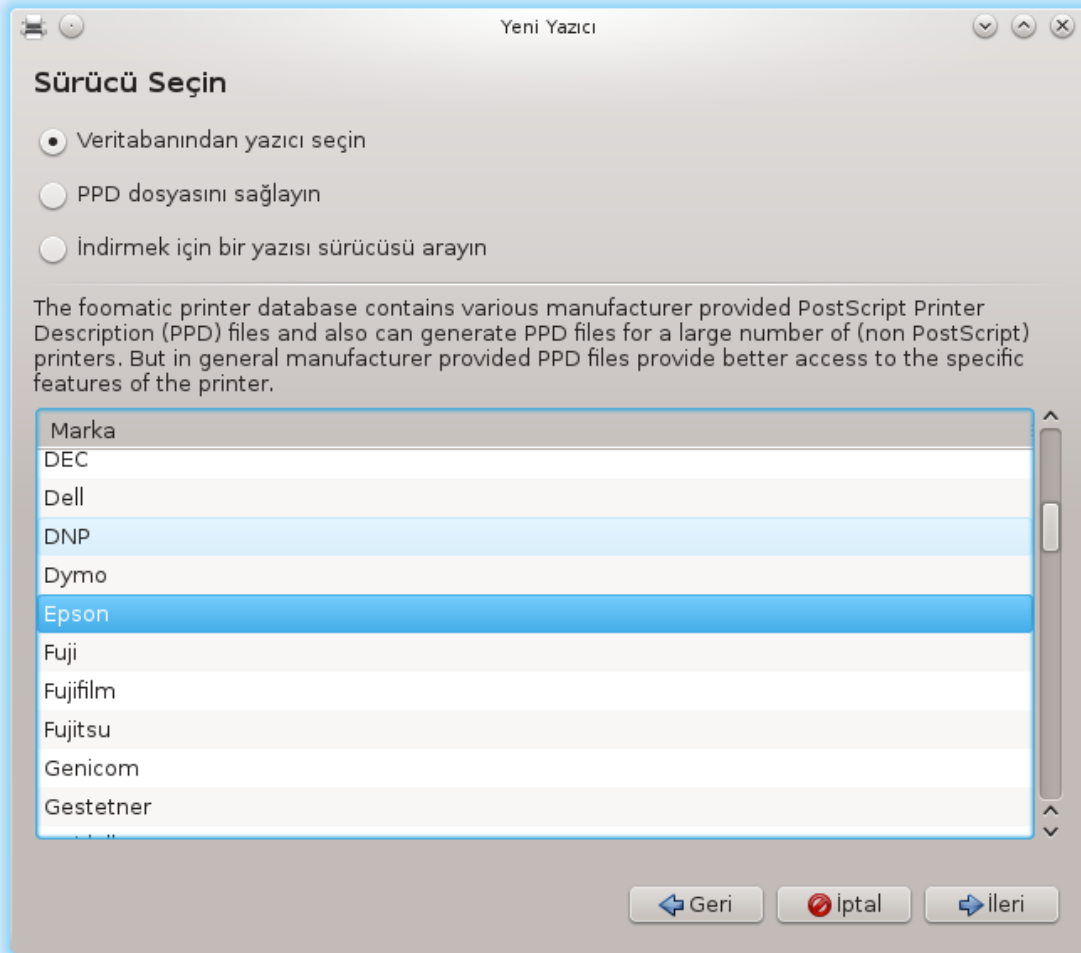 Yeni Yazıcı
Sürücü Seçin
Veritabanından yazıcı seçin
PPD dosyasını sağlayın
İndirmek için bir yazısı sürücüsü arayın
The foomatic printer database contains various manufacturer provided PostScript Printer
Description (PPD) files and also can generate PPD files for a large number of (non PostScript)
printers. But in general manufacturer provided PPD files provide better access to the specific
features of the printer.
Marka
DEC
Dell
DNP
Dymo
Epson
Fuji
Fujifilm
Fujitsu
Genicom
Gestetner
Geri İptal İleri